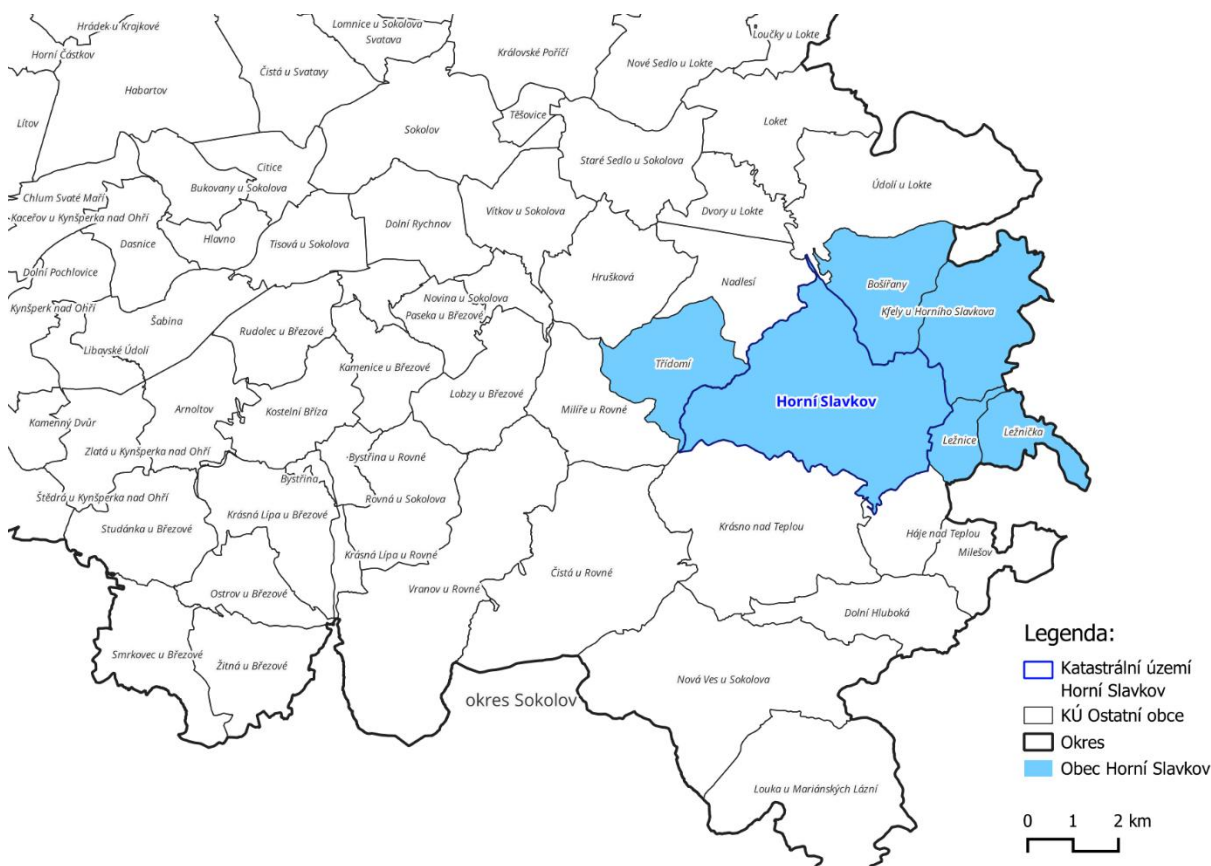 Hrádek u Krajkové
Lomnice u Sokolova
Svatava
Loučky u Lokte
Horní Částkov
Čistá u Svatavy
Královské Poříčí
Nové Sedlo u Lokte
Habartov
Lítov
Těšovice
Loket
Sokolov
Citice
Staré Sedlo u Sokolova
Bukovany u Sokolova
Údolí u Lokte
Chlum Svaté Maří
Kaceřov u Kynšperka nad Ohří
Dolní Rychnov
Vítkov u Sokolova
Dvory u Lokte
Dasnice
Hlavno
Tisová u Sokolova
Dolní Pochlovice
Hrušková
Nadlesí
Bošířany
Kynšperk nad Ohří
Novina u Sokolova
Kfely u Horního Slavkova
Šabina
Paseka u Březové
Rudolec u Březové
Libavské Údolí
Třídomí
Kamenice u Březové
Lobzy u Březové
Horní Slavkov
Arnoltov
Kostelní Bříza
Milíře u Rovné
Kamenný Dvůr
Ležnička
Ležnice
Zlatá u Kynšperka nad Ohří
Bystřina u Rovné
Bystřina
Štědrá u Kynšperka nad Ohří
Rovná u Sokolova
Krásná Lípa u Březové
Studánka u Březové
Krásno nad Teplou
Háje nad Teplou
Krásná Lípa u Rovné
Milešov
Čistá u Rovné
Vranov u Rovné
Ostrov u Březové
Dolní Hluboká
Smrkovec u Březové
Žitná u Březové
Nová Ves u Sokolova
okres Sokolov
Louka u Mariánských Lázní
Legenda:
Katastrální území
Horní Slavkov
KÚ Ostatní obce
Okres
Obec Horní Slavkov
0 1 2 km